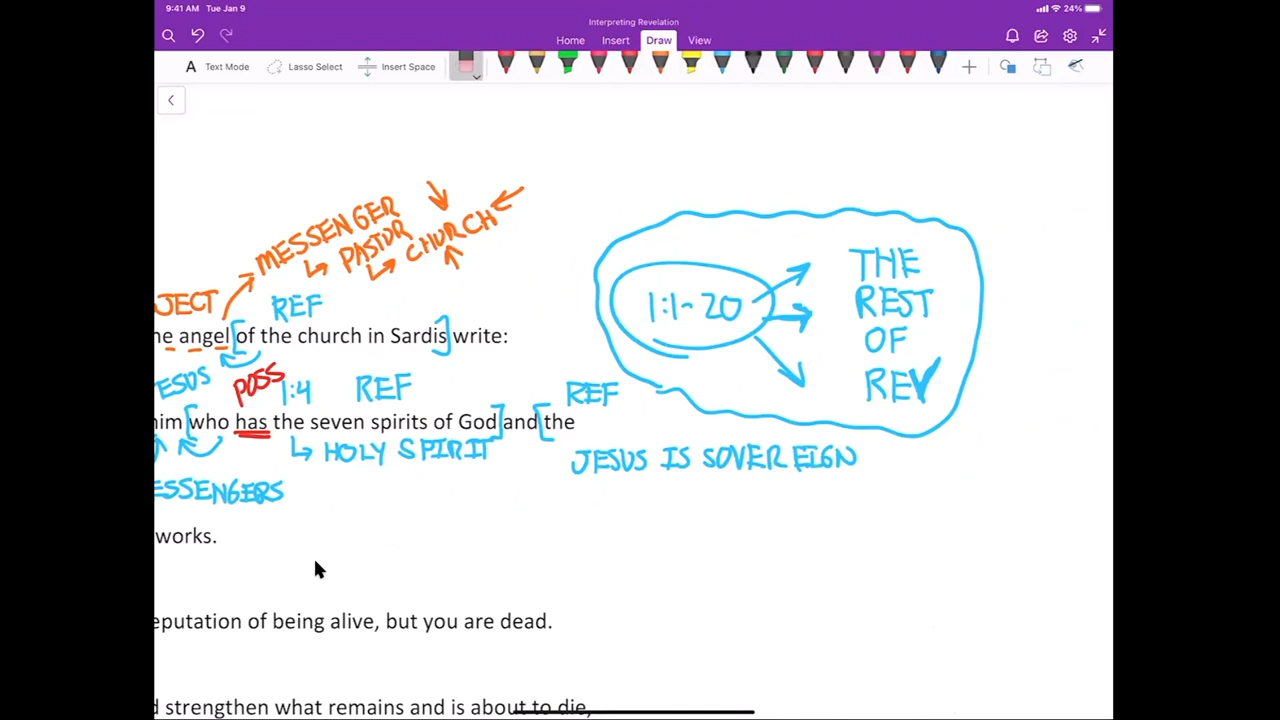 9:41 AM Tue Jan 9
24%
Interpreting Revelation
Home Insert Draw View
A Text Mode Lasso Select Insert Space
MESSENGER
↳ PASTOR
↳ CHURCH
JECT REF
he angel [of the church in Sardis] write:
ESUS POSS 1:4 REF REF
him [who has the seven spirits of God] and [the
↳ HOLY SPIRIT
ESSENGERS
works.
eputation of being alive, but you are dead.
d strengthen what remains and is about to die,
1:1-20
THE
REST
OF
REV
JESUS IS SOVEREIGN